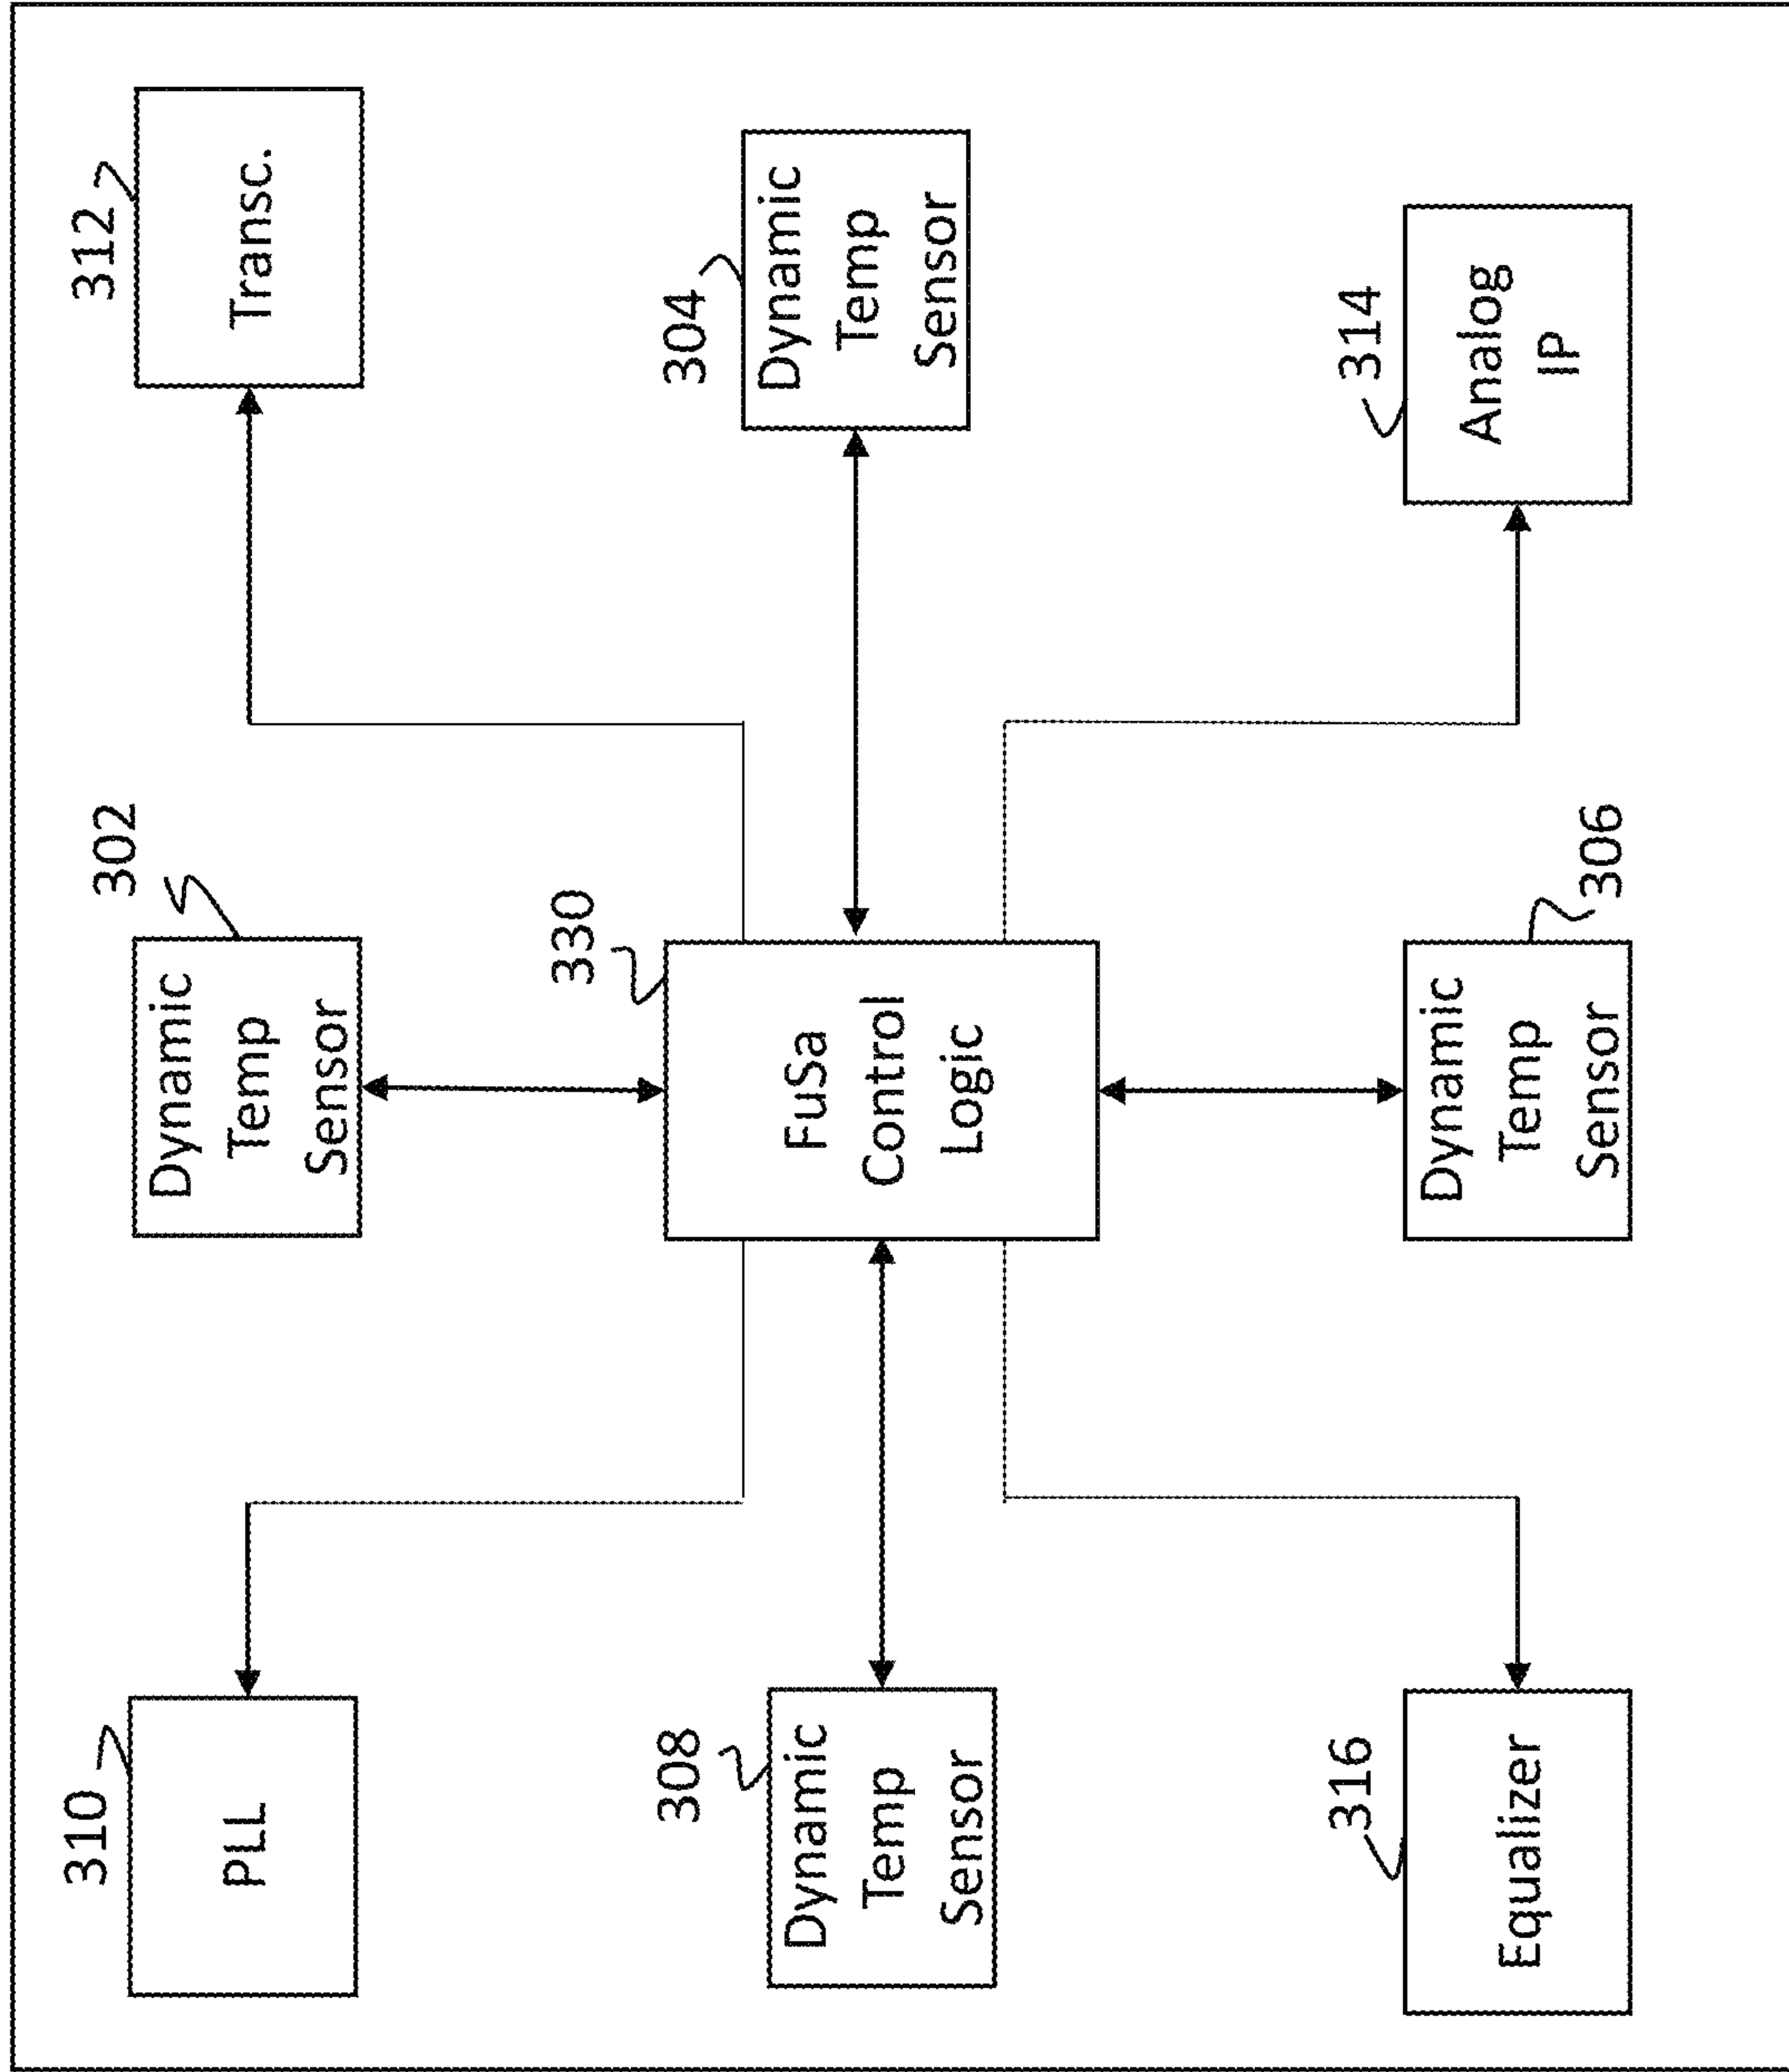 310
PLL
302
Dynamic
Temp
Sensor
312
Transc.
308
Dynamic
Temp
Sensor
330
FuSa
Control
Logic
304
Dynamic
Temp
Sensor
316
Equalizer
306
Dynamic
Temp
Sensor
314
Analog
IP